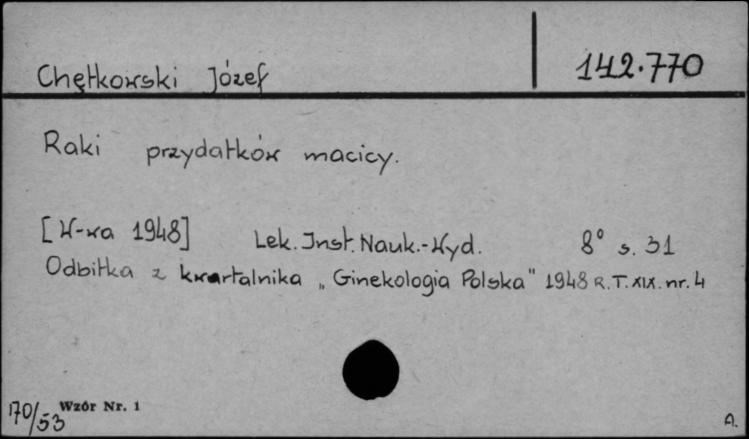 Chętkowski Józef 142.770
Raki przydatków macicy.
[W-wa 1948] Lek. Inst. Nauk.-Wyd. 8° s. 31
Odbitka z kwartalnika „Ginekologia Polska" 1948 R. T. XIX. nr. 4
170/53 Wzór Nr. 1
A.